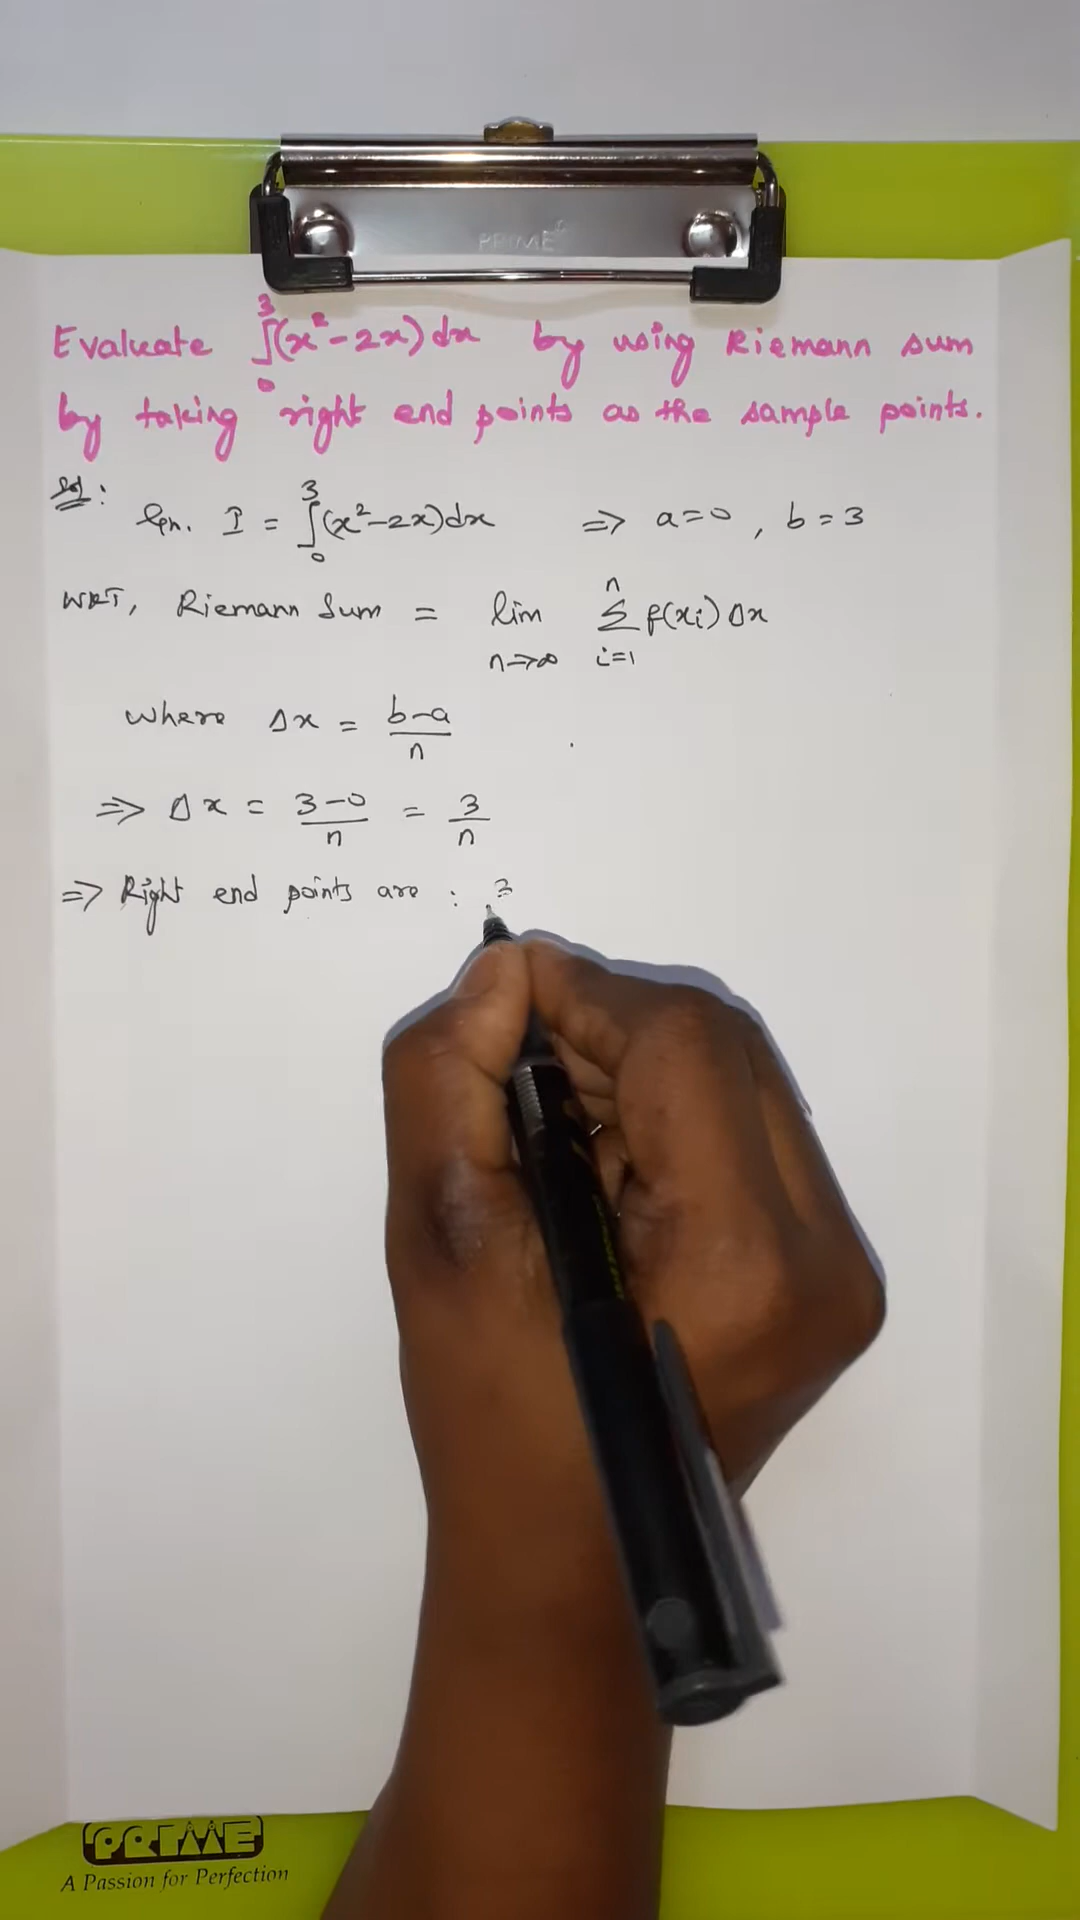 PRIME
Evaluate ∫₀³(x²-2x)dx by using Riemann sum
by taking right end points as the sample points.
Sol:
Gn. I = ∫₀³(x²-2x)dx ⇒ a=0, b=3
WKT, Riemann Sum = lim n→∞ Σ i=1 n f(xi) Δx
where Δx = b-a/n
⇒ Δx = 3-0/n = 3/n
⇒ Right end points are : 3
PRIME
A Passion for Perfection